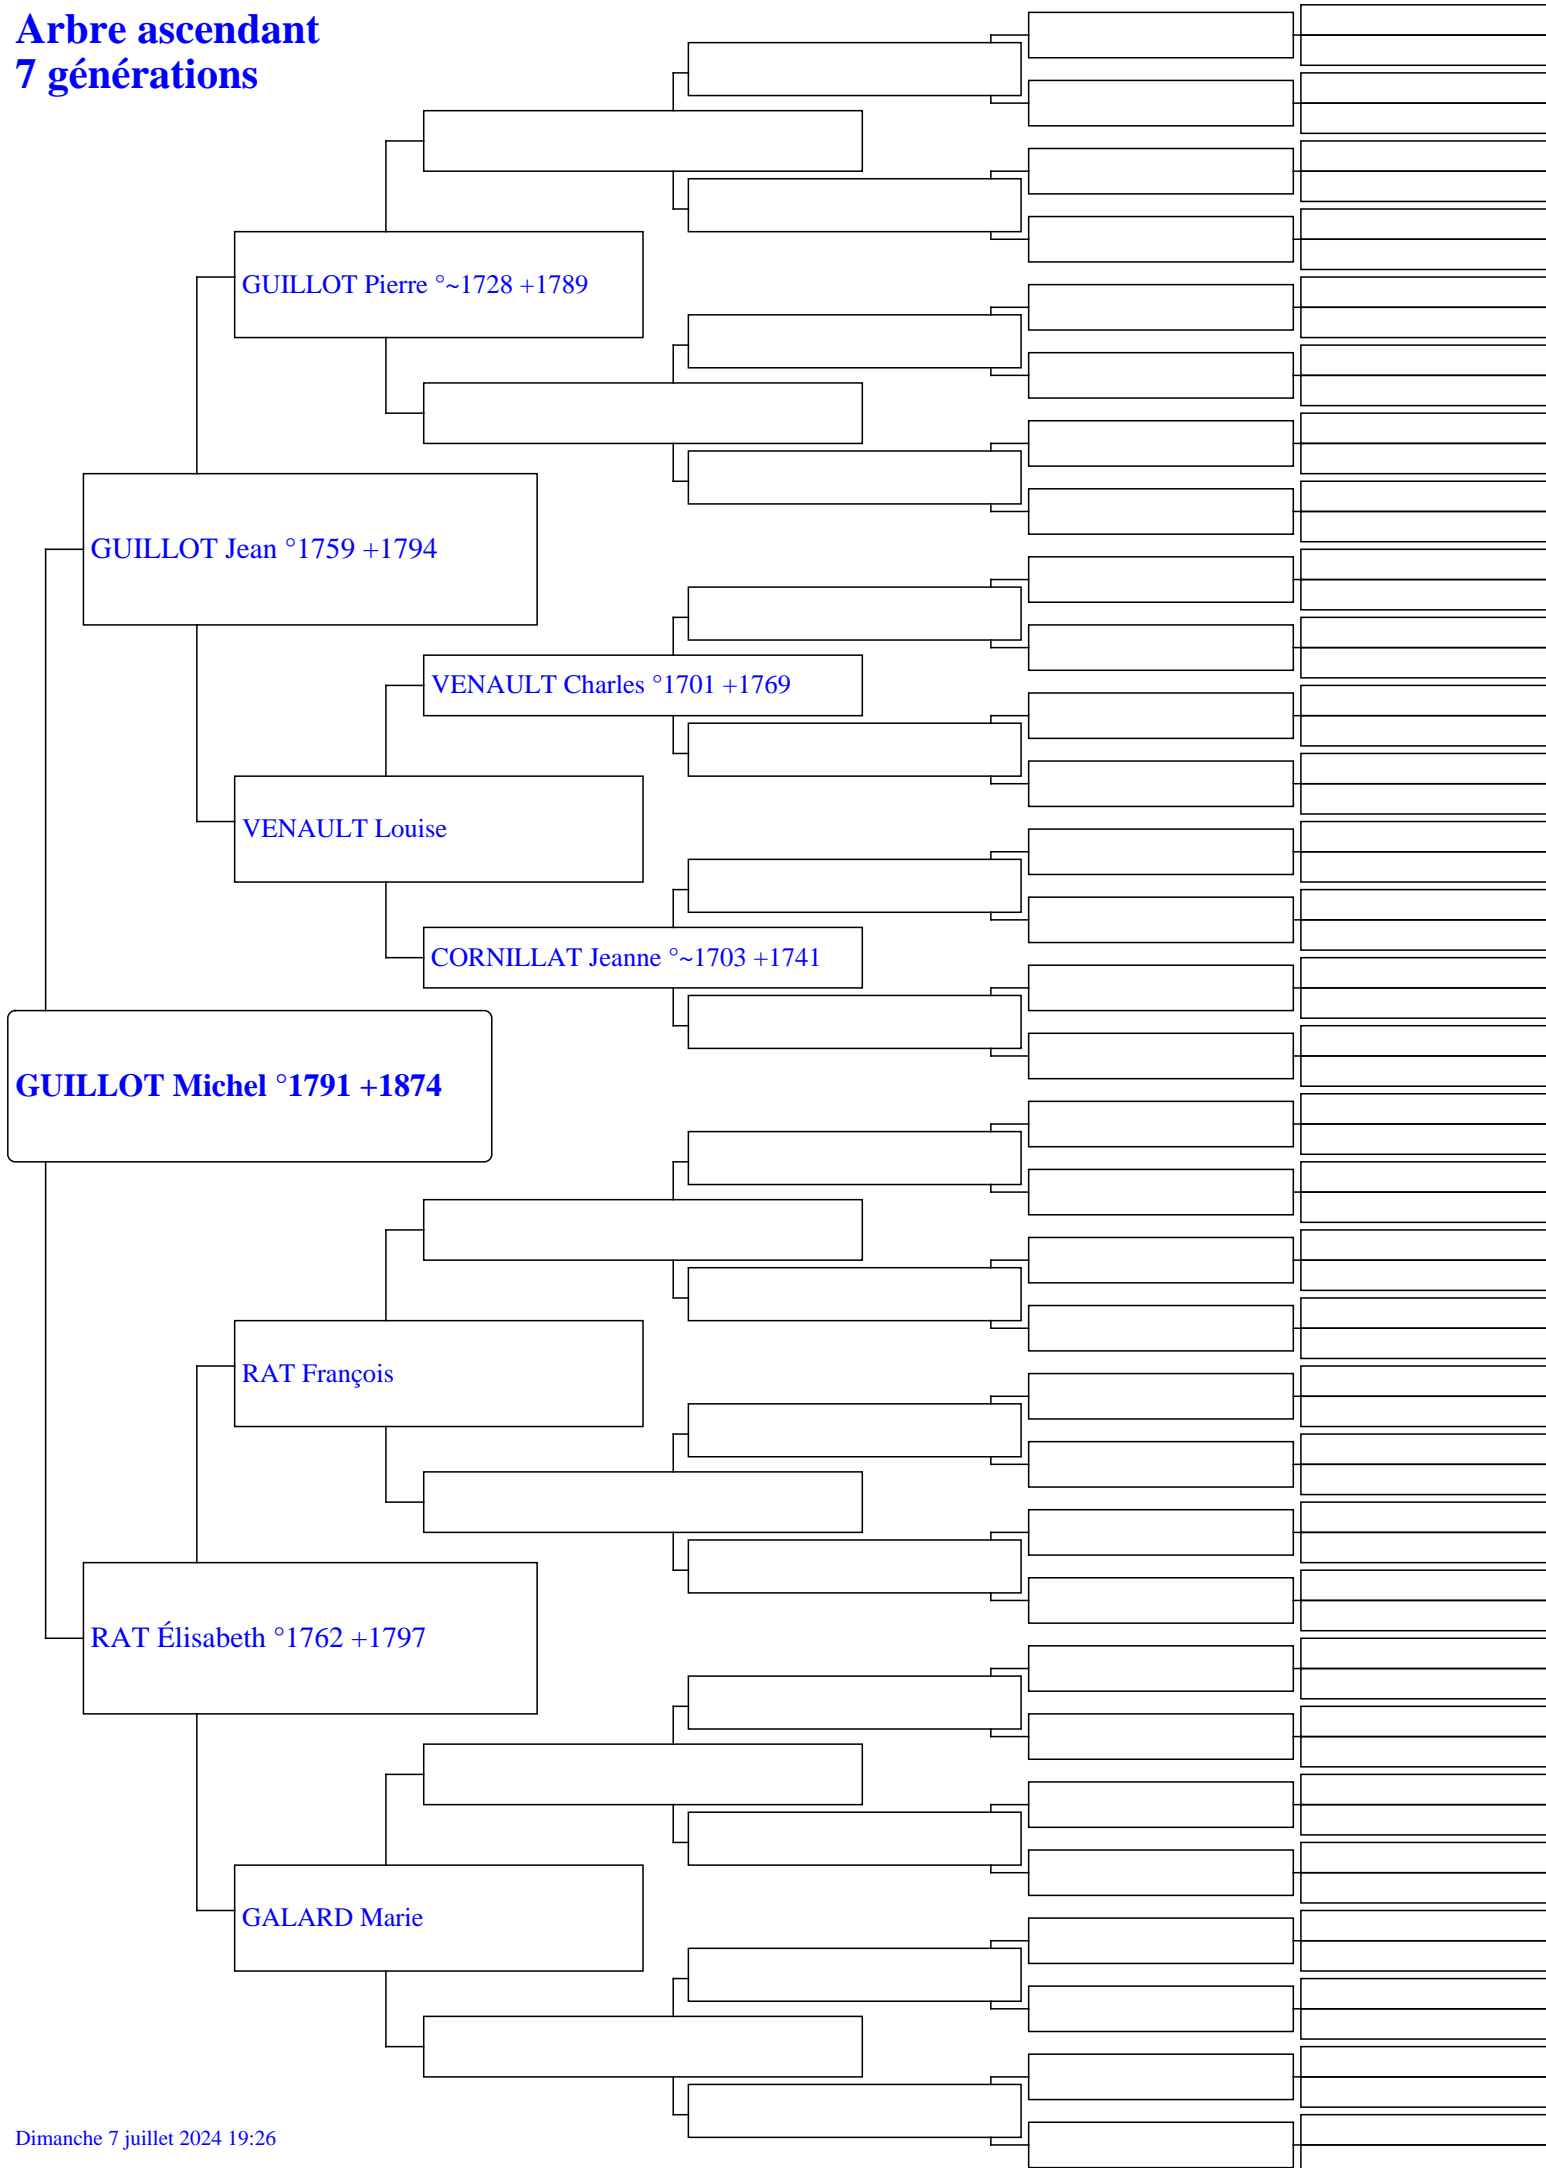 Arbre ascendant
7 générations
GUILLOT Pierre °~1728 +1789
GUILLOT Jean °1759 +1794
VENAULT Charles °1701 +1769
VENAULT Louise
CORNILLAT Jeanne °~1703 +1741
GUILLOT Michel °1791 +1874
RAT François
RAT Élisabeth °1762 +1797
GALARD Marie
Dimanche 7 juillet 2024 19:26